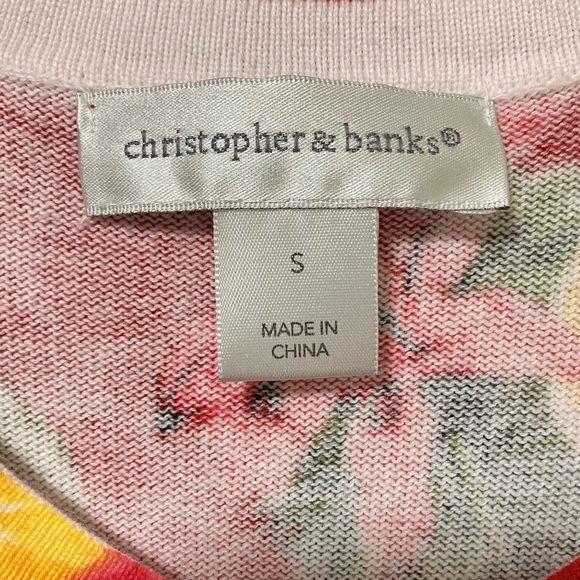 christopher & banks®
S
MADE IN
CHINA